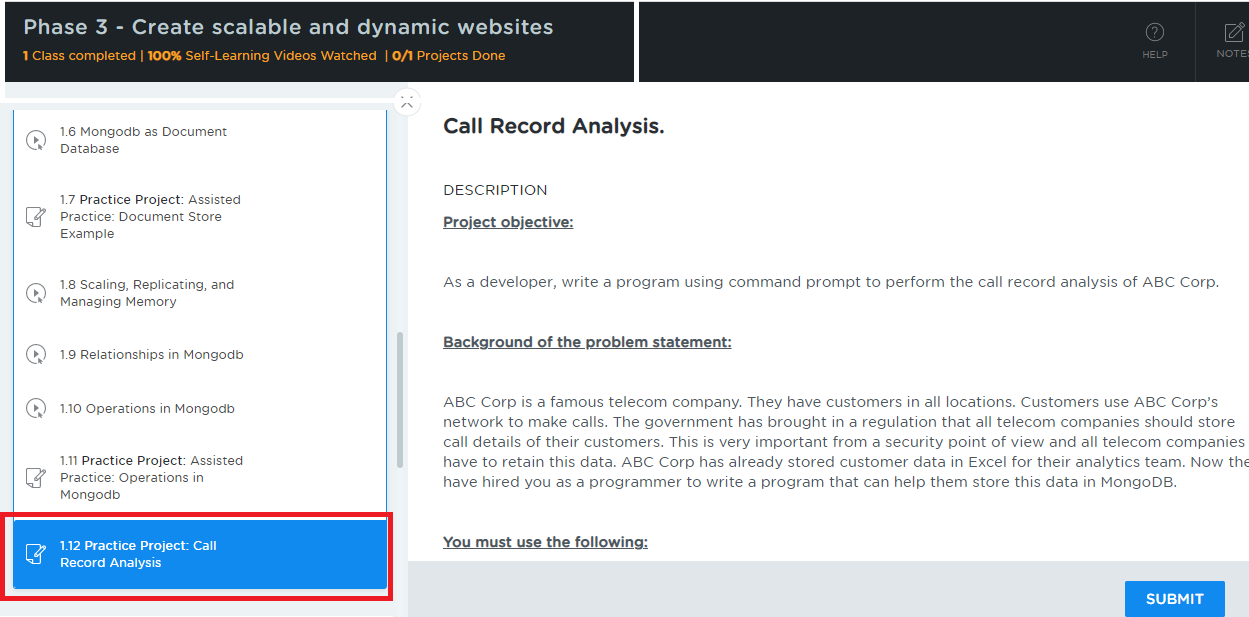 Phase 3 - Create scalable and dynamic websites
1 Class completed | 100% Self-Learning Videos Watched | 0/1 Projects Done
HELP
NOTES
1.6 Mongodb as Document
Database
1.7 Practice Project: Assisted
Practice: Document Store
Example
1.8 Scaling, Replicating, and
Managing Memory
1.9 Relationships in Mongodb
1.10 Operations in Mongodb
1.11 Practice Project: Assisted
Practice: Operations in
Mongodb
1.12 Practice Project: Call
Record Analysis
Call Record Analysis.
DESCRIPTION
Project objective:
As a developer, write a program using command prompt to perform the call record analysis of ABC Corp.
Background of the problem statement:
ABC Corp is a famous telecom company. They have customers in all locations. Customers use ABC Corp's
network to make calls. The government has brought in a regulation that all telecom companies should store
call details of their customers. This is very important from a security point of view and all telecom companies
have to retain this data. ABC Corp has already stored customer data in Excel for their analytics team. Now the
have hired you as a programmer to write a program that can help them store this data in MongoDB.
You must use the following:
SUBMIT